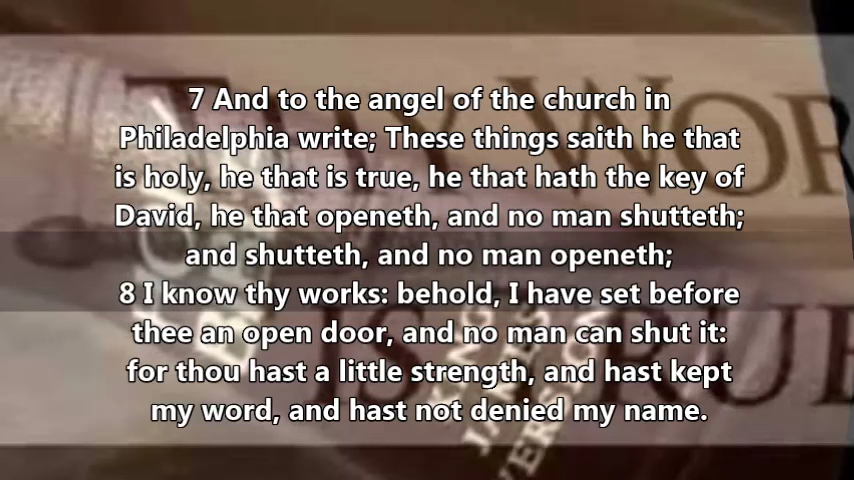 7 And to the angel of the church in
Philadelphia write; These things saith he that
is holy, he that is true, he that hath the key of
David, he that openeth, and no man shutteth;
and shutteth, and no man openeth;
8 I know thy works: behold, I have set before
thee an open door, and no man can shut it:
for thou hast a little strength, and hast kept
my word, and hast not denied my name.